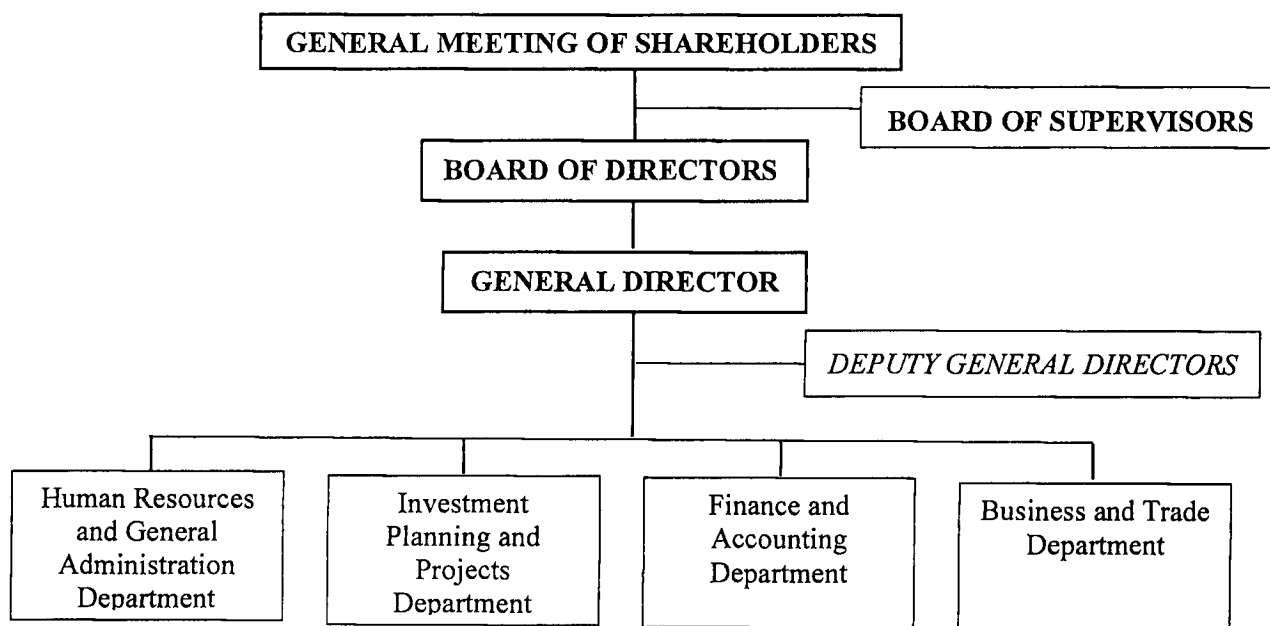 GENERAL MEETING OF SHAREHOLDERS
BOARD OF SUPERVISORS
BOARD OF DIRECTORS
GENERAL DIRECTOR
DEPUTY GENERAL DIRECTORS
Human Resources
and General
Administration
Department
Investment
Planning and
Projects
Department
Finance and
Accounting
Department
Business and Trade
Department